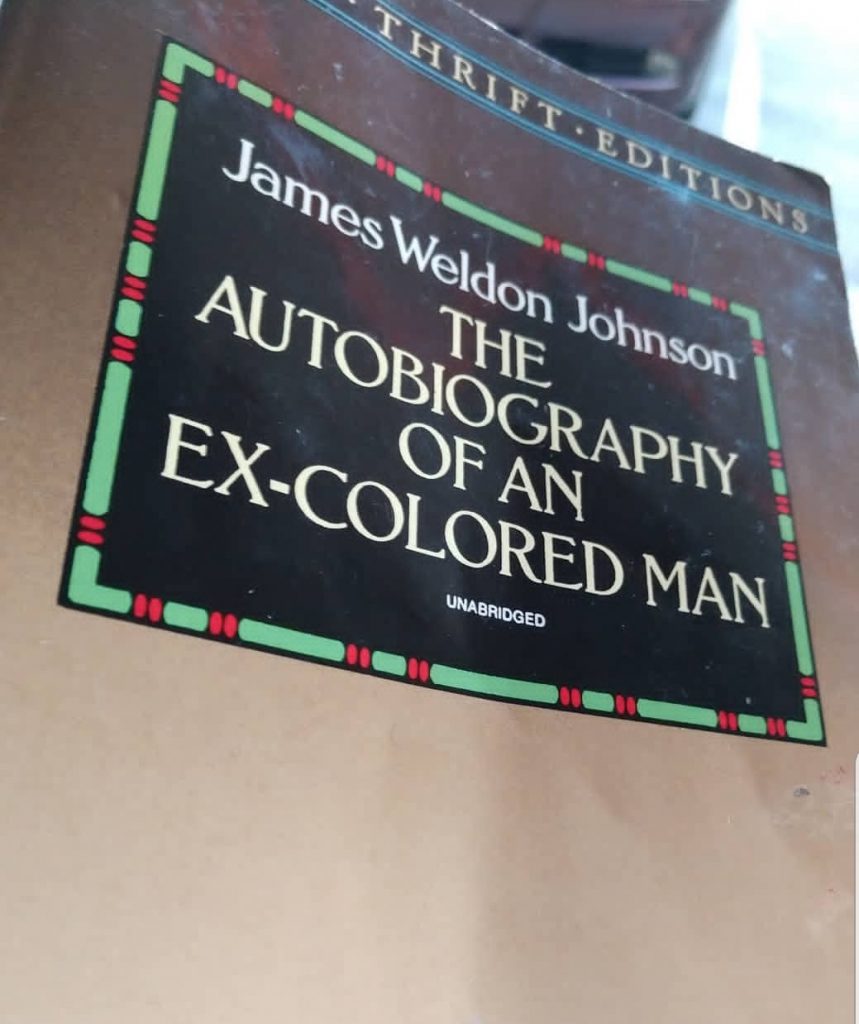 THRIFT · EDITIONS
James Weldon Johnson
THE
AUTOBIOGRAPHY
OF AN
EX-COLORED MAN
UNABRIDGED